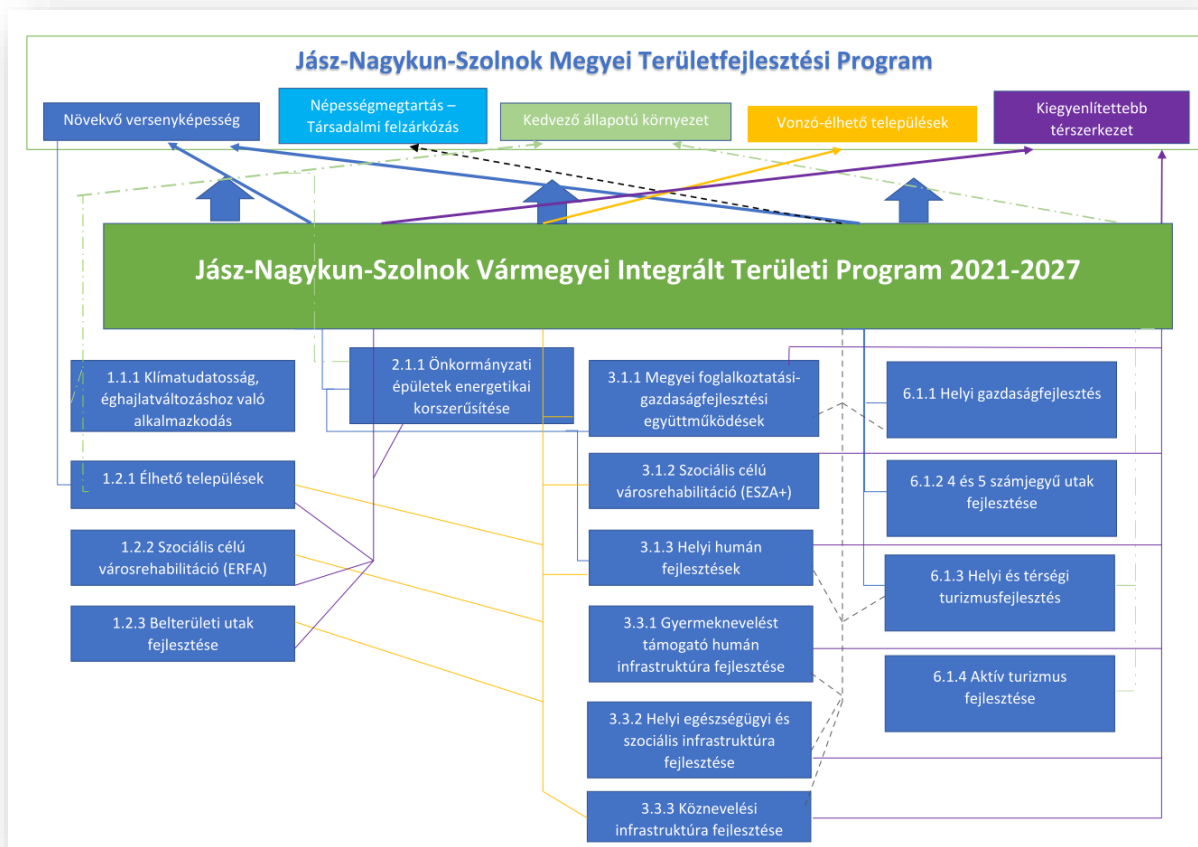 Jász-Nagykun-Szolnok Megyei Területfejlesztési Program
Növekvő versenyképesség
Népességmegtartás –
Társadalmi felzárkózás
Kedvező állapotú környezet
Vonzó-élhető települések
Kiegyenlítettebb
térszerkezet
Jász-Nagykun-Szolnok Vármegyei Integrált Területi Program 2021-2027
1.1.1 Klímatudatosság,
éghajlatváltozáshoz való
alkalmazkodás
1.2.1 Élhető települések
1.2.2 Szociális célú
városrehabilitáció (ERFA)
1.2.3 Belterületi utak
fejlesztése
2.1.1 Önkormányzati
épületek energetikai
korszerűsítése
3.1.1 Megyei foglalkoztatási-
gazdaságfejlesztési
együttműködések
3.1.2 Szociális célú
városrehabilitáció (ESZA+)
3.1.3 Helyi humán
fejlesztések
3.3.1 Gyermeknevelést
támogató humán
infrastruktúra fejlesztése
3.3.2 Helyi egészségügyi és
szociális infrastruktúra
fejlesztése
3.3.3 Köznevelési
infrastruktúra fejlesztése
6.1.1 Helyi gazdaságfejlesztés
6.1.2 4 és 5 számjegyű utak
fejlesztése
6.1.3 Helyi és térségi
turizmusfejlesztés
6.1.4 Aktív turizmus
fejlesztése